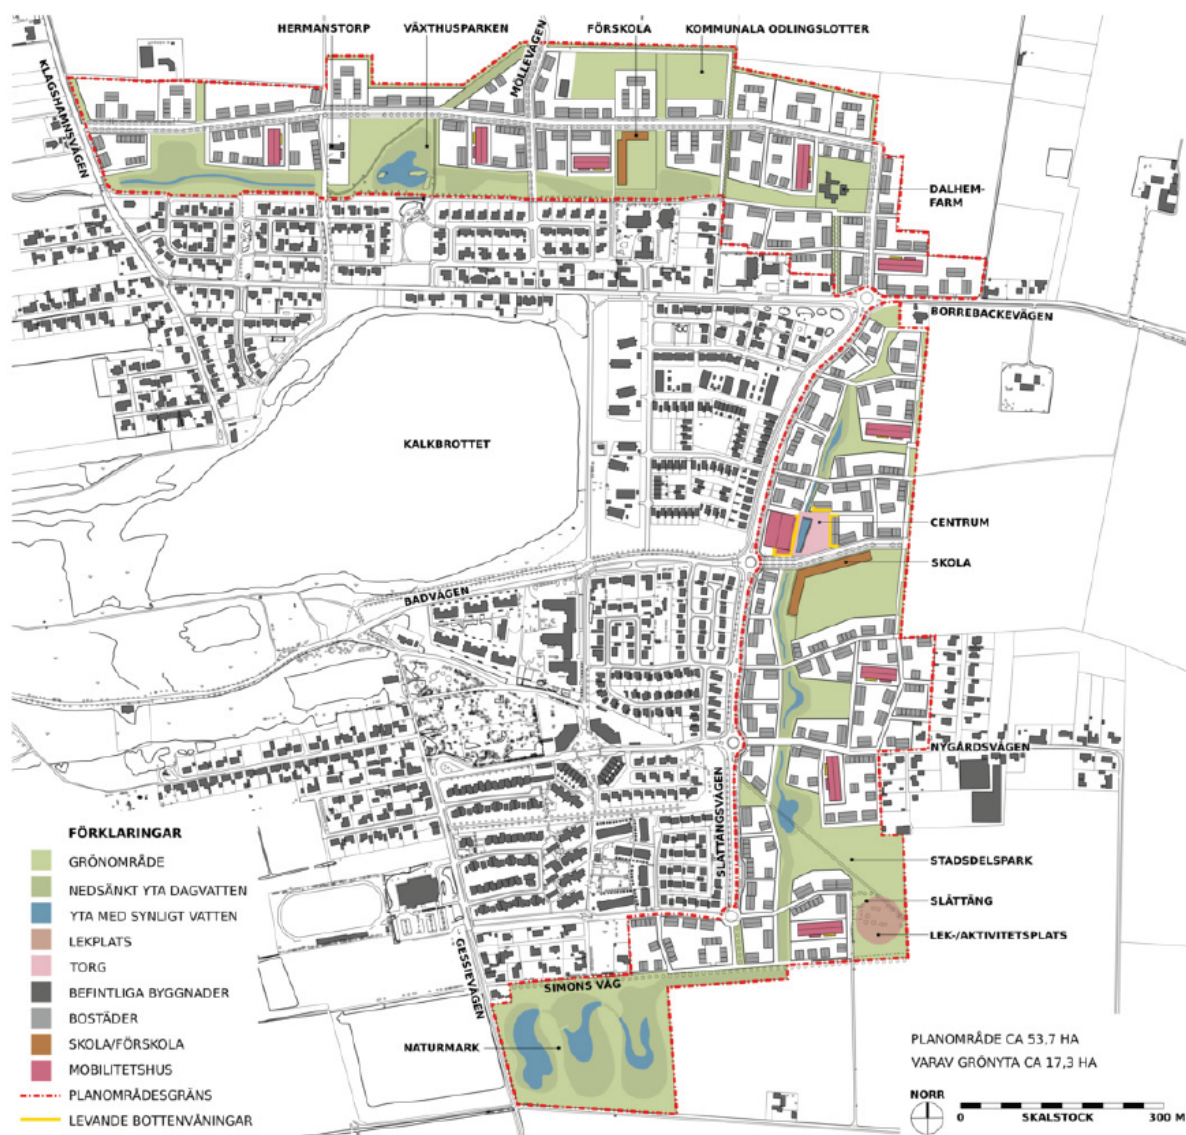 HERMANSTORP
VÄXTHUSPARKEN
MÖLLEVÄGEN
FÖRSKOLA
KOMMUNALA ODLINGSLOTTER
KLAGSHAMNSVÄGEN
DALHEM-
FARM
BORREBACKEVÄGEN
KALKBROTTET
CENTRUM
SKOLA
BADVÄGEN
NYGÅRDSVÄGEN
SLÄTTÄNGSVÄGEN
STADSDELSPARK
SLÄTTÄNG
LEK-/AKTIVITETSPLATS
GESSIEVÄGEN
SIMONS VÄG
NATURMARK
FÖRKLARINGAR
GRÖNOMRÅDE
NEDSÄNKT YTA DAGVATTEN
YTA MED SYNLIGT VATTEN
LEKPLATS
TORG
BEFINTLIGA BYGGNADER
BOSTÄDER
SKOLA/FÖRSKOLA
MOBILITETSHUS
PLANOMRÅDESGRÄNS
LEVANDE BOTTENVÅNINGAR
PLANOMRÅDE CA 53,7 HA
VARAV GRÖNYTA CA 17,3 HA
NORR
0 SKALSTOCK 300 M